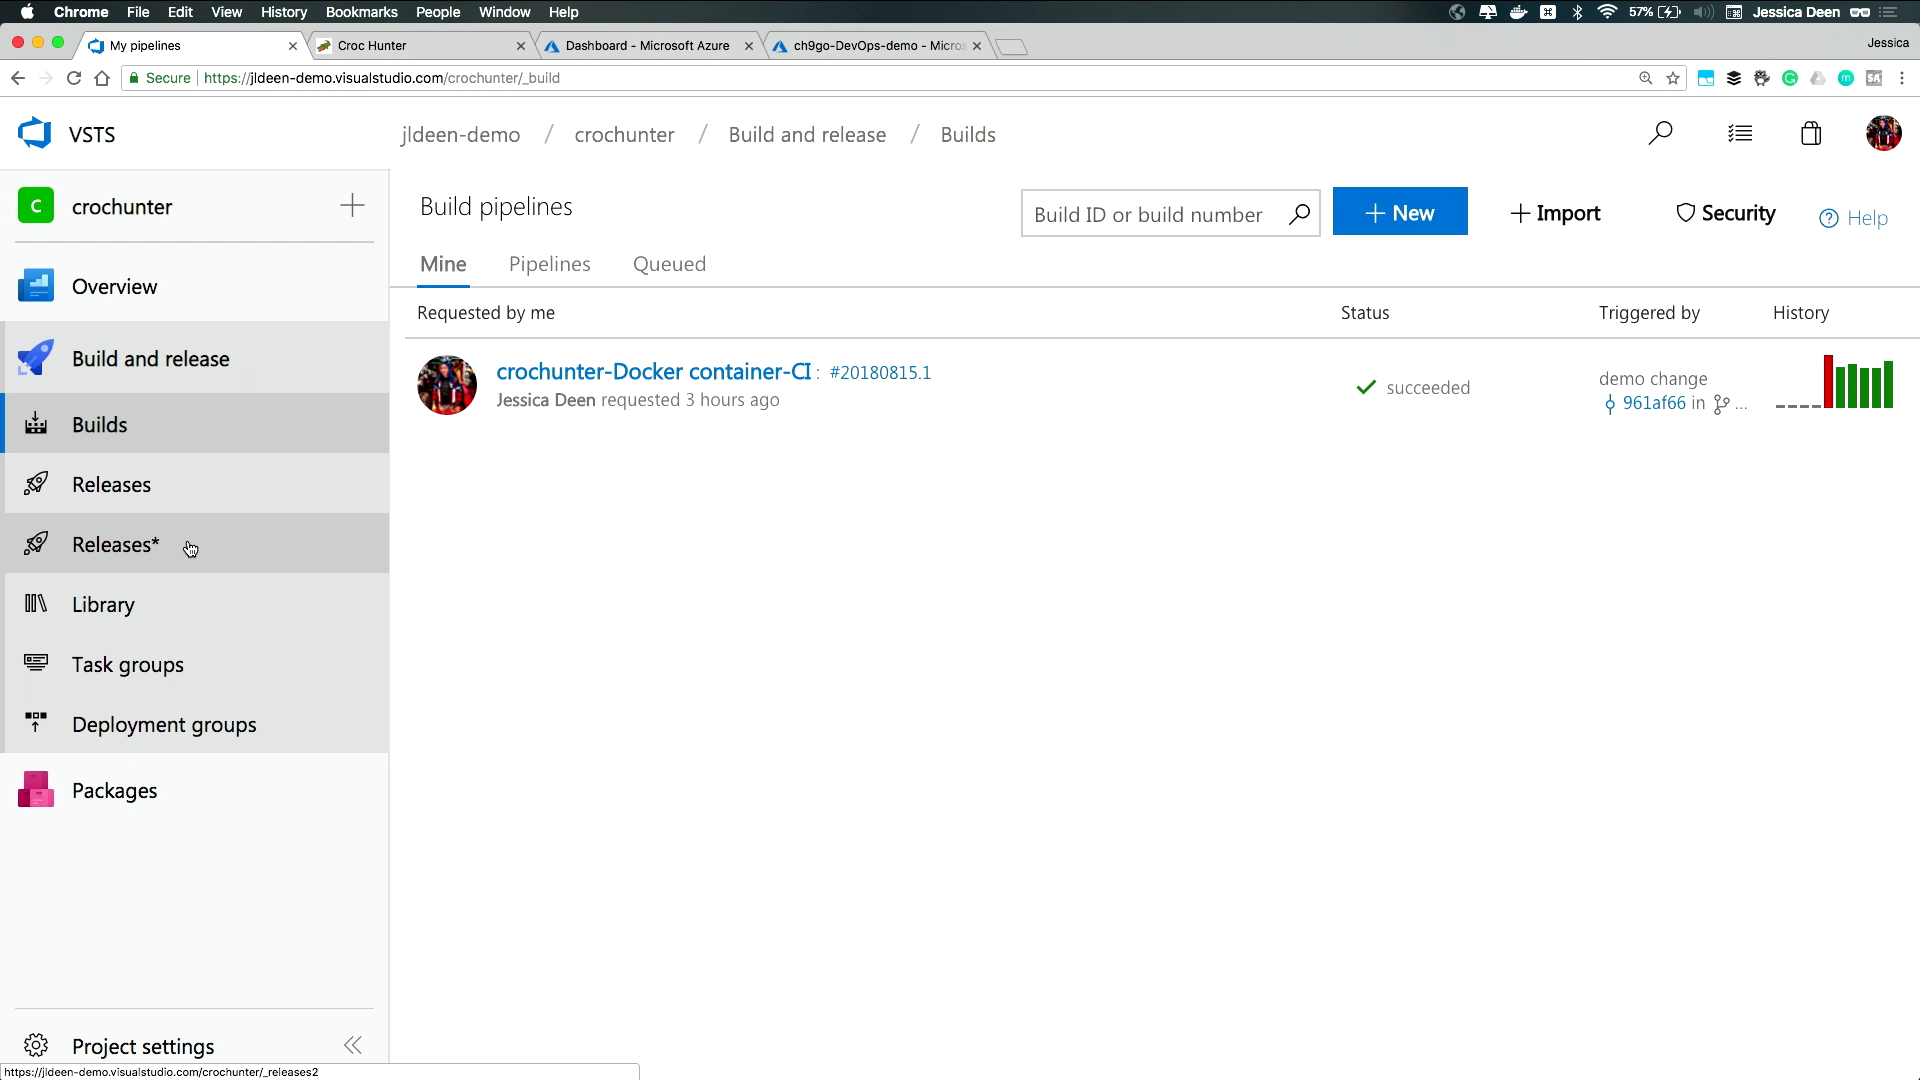 Chrome File Edit View History Bookmarks People Window Help 57% Jessica Deen
My pipelines Croc Hunter Dashboard - Microsoft Azure ch9go-DevOps-demo - Micros Jessica
Secure https://jldeen-demo.visualstudio.com/crochunter/_build
VSTS jldeen-demo / crochunter / Build and release / Builds
C crochunter
Build pipelines
Build ID or build number
+ New
+ Import
Security
? Help
Mine Pipelines Queued
Requested by me Status Triggered by History
crochunter-Docker container-CI : #20180815.1
Jessica Deen requested 3 hours ago
succeeded
demo change
961af66 in ...
Overview
Build and release
Builds
Releases
Releases*
Library
Task groups
Deployment groups
Packages
Project settings
https://jldeen-demo.visualstudio.com/crochunter/_releases2